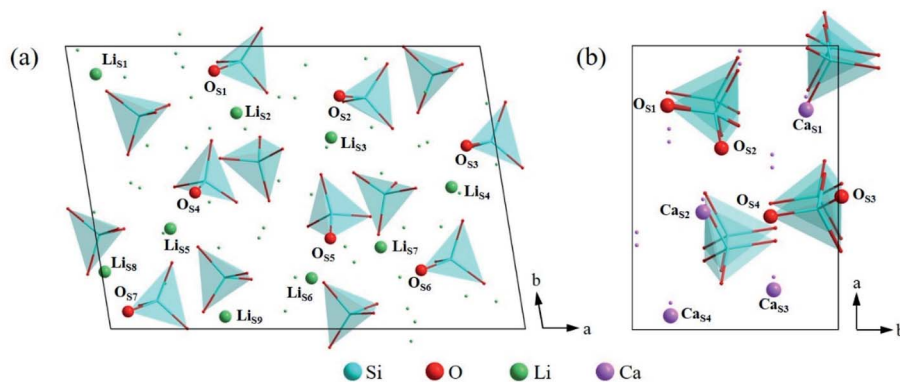 (a)
Li_S1
O_S1
Li_S2
O_S2
Li_S3
O_S3
O_S4
Li_S4
Li_S5
O_S5
Li_S7
Li_S8
O_S6
Li_S6
O_S7
Li_S9
b
a
(b)
O_S1
Ca_S1
O_S2
O_S4
O_S3
Ca_S2
Ca_S3
Ca_S4
a
b
Si
O
Li
Ca